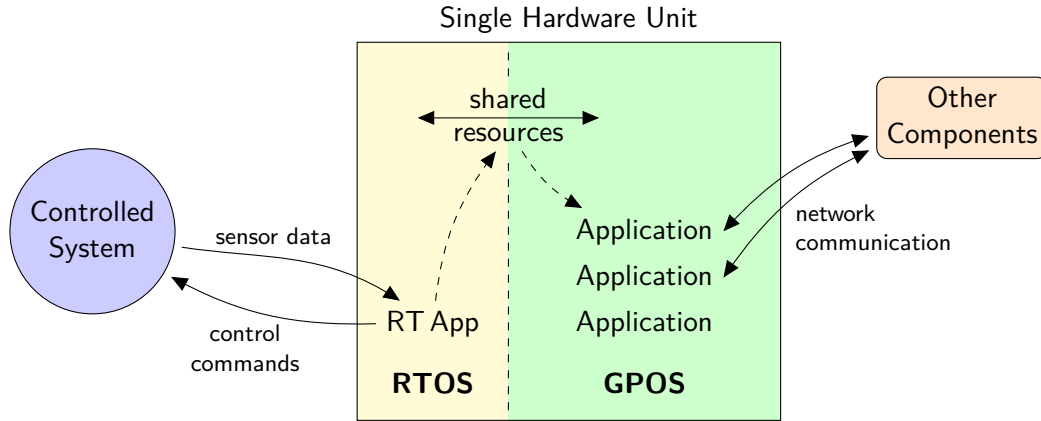 Single Hardware Unit
shared
resources
Other
Components
Controlled
System
sensor data
control
commands
RT App
RTOS
Application
Application
Application
GPOS
network
communication